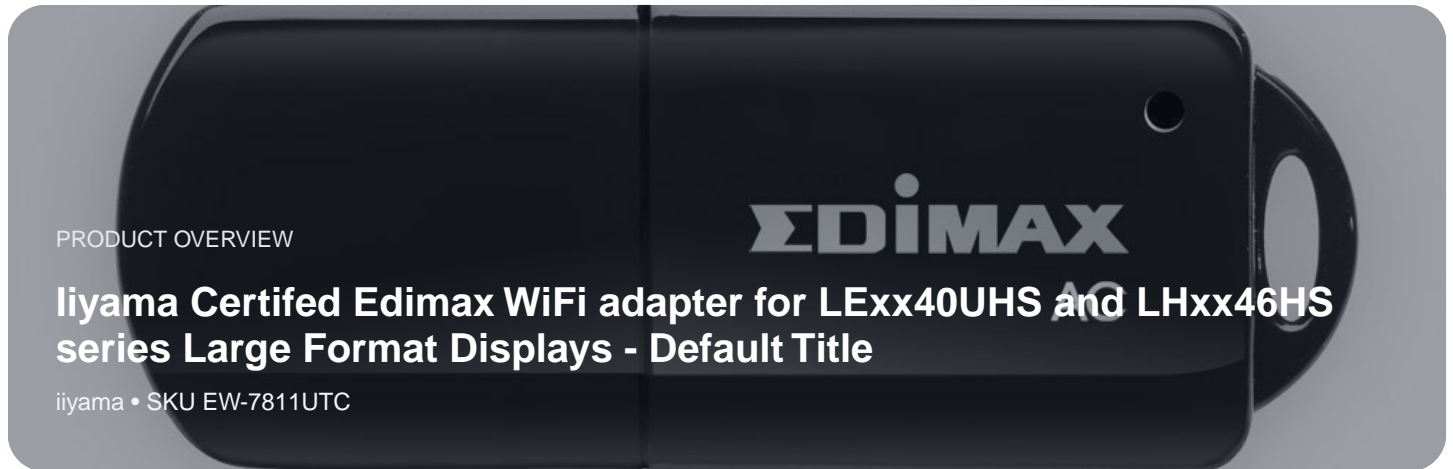 EDiMAX
AC
PRODUCT OVERVIEW
Iiyama Certifed Edimax WiFi adapter for LExx40UHS and LHxx46HS
series Large Format Displays - Default Title
iiyama • SKU EW-7811UTC